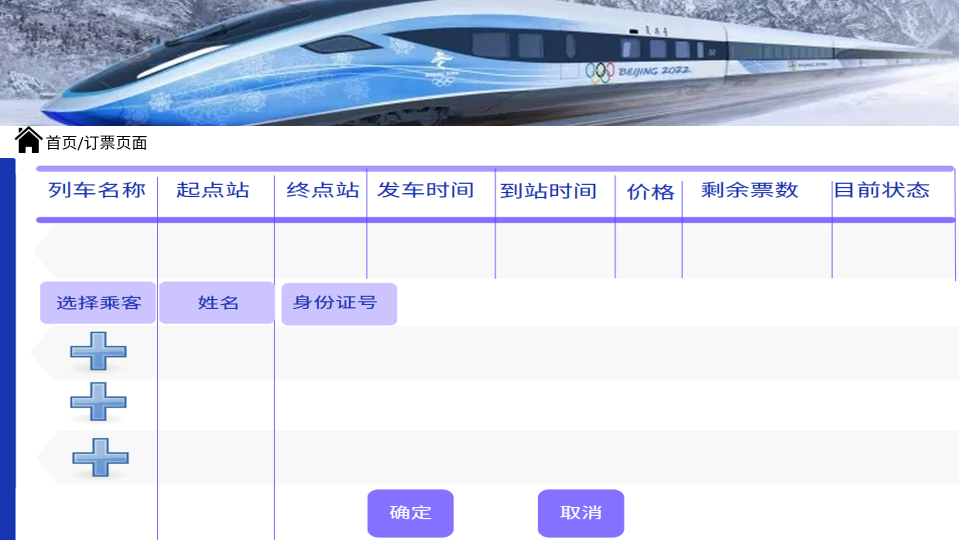 BEIJING 2022
首页/订票页面
列车名称 起点站 终点站 发车时间 到站时间 价格 剩余票数 目前状态
选择乘客 姓名 身份证号
确定 取消